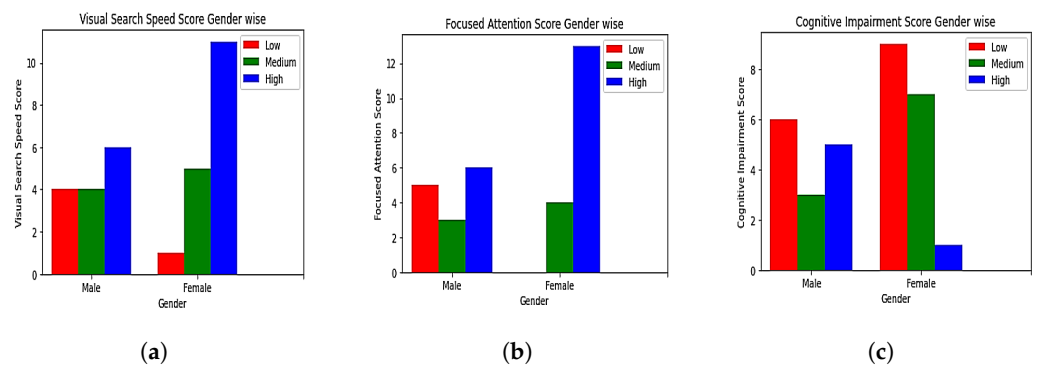 Visual Search Speed Score Gender wise
Visual Search Speed Score
10
8
6
4
2
0
Low
Medium
High
Male
Female
Gender
(a)
Focused Attention Score Gender wise
Focused Attention Score
12
10
8
6
4
2
0
Low
Medium
High
Male
Female
Gender
(b)
Cognitive Impairment Score Gender wise
Cognitive Impairment Score
8
6
4
2
0
Low
Medium
High
Male
Female
Gender
(c)